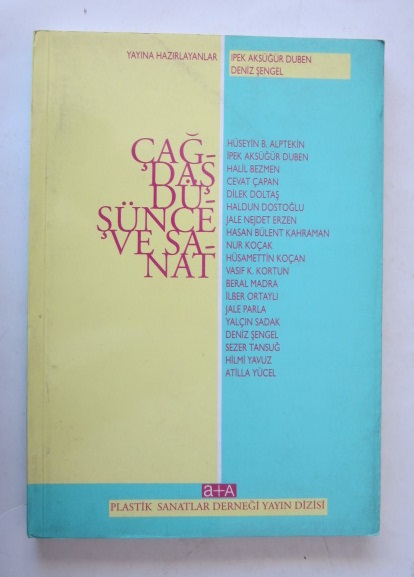 YAYINA HAZIRLAYANLAR
İPEK AKSÜĞÜR DUBEN
DENİZ ŞENGEL
ÇAĞ-
DAŞ
DÜ-
ŞÜNCE
VE SA-
NAT
HÜSEYİN B. ALPTEKİN
İPEK AKSÜĞÜR DUBEN
HALİL BEZMEN
CEVAT ÇAPAN
DİLEK DOLTAŞ
HALDUN DOSTOĞLU
JALE NEJDET ERZEN
HASAN BÜLENT KAHRAMAN
NUR KOÇAK
HÜSAMETTİN KOÇAN
VASIF K. KORTUN
BERAL MADRA
İLBER ORTAYLI
JALE PARLA
YALÇIN SADAK
DENİZ ŞENGEL
SEZER TANSUĞ
HİLMİ YAVUZ
ATİLLA YÜCEL
a+A
PLASTİK SANATLAR DERNEĞİ YAYIN DİZİSİ